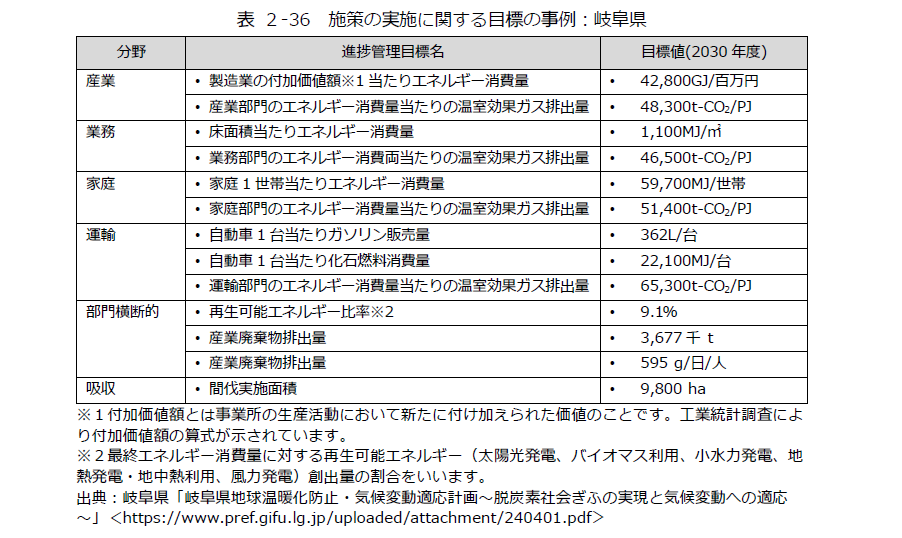 表 2-36 施策の実施に関する目標の事例：岐阜県
分野 進捗管理目標名 目標値(2030 年度)
産業 • 製造業の付加価値額※1 当たりエネルギー消費量 • 42,800GJ/百万円
• 産業部門のエネルギー消費量当たりの温室効果ガス排出量 • 48,300t-CO₂/PJ
業務 • 床面積当たりエネルギー消費量 • 1,100MJ/㎡
• 業務部門のエネルギー消費両当たりの温室効果ガス排出量 • 46,500t-CO₂/PJ
家庭 • 家庭 1 世帯当たりエネルギー消費量 • 59,700MJ/世帯
• 家庭部門のエネルギー消費量当たりの温室効果ガス排出量 • 51,400t-CO₂/PJ
運輸 • 自動車 1 台当たりガソリン販売量 • 362L/台
• 自動車 1 台当たり化石燃料消費量 • 22,100MJ/台
• 運輸部門のエネルギー消費量当たりの温室効果ガス排出量 • 65,300t-CO₂/PJ
部門横断的 • 再生可能エネルギー比率※2 • 9.1%
• 産業廃棄物排出量 • 3,677 千 t
• 産業廃棄物排出量 • 595 g/日/人
吸収 • 間伐実施面積 • 9,800 ha
※１付加価値額とは事業所の生産活動において新たに付け加えられた価値のことです。工業統計調査によ
り付加価値額の算式が示されています。
※２最終エネルギー消費量に対する再生可能エネルギー（太陽光発電、バイオマス利用、小水力発電、地
熱発電・地中熱利用、風力発電）創出量の割合をいいます。
出典：岐阜県「岐阜県地球温暖化防止・気候変動適応計画～脱炭素社会ぎふの実現と気候変動への適応
～」＜https://www.pref.gifu.lg.jp/uploaded/attachment/240401.pdf＞